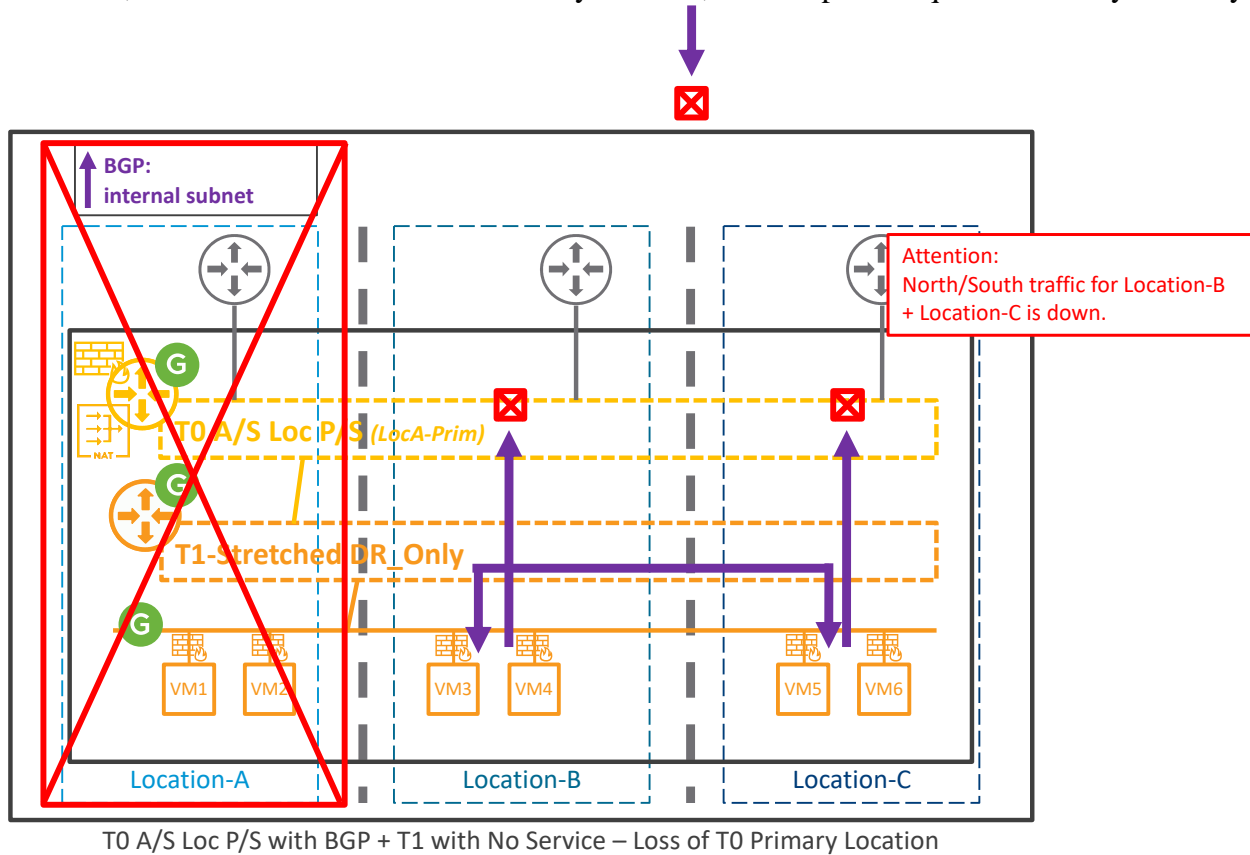 BGP:
internal subnet
Attention:
North/South traffic for Location-B
+ Location-C is down.
G
T0 A/S Loc P/S (LocA-Prim)
NAT
G
T1-Stretched DR_Only
G
VM1 VM2 VM3 VM4 VM5 VM6
Location-A Location-B Location-C
T0 A/S Loc P/S with BGP + T1 with No Service – Loss of T0 Primary Location